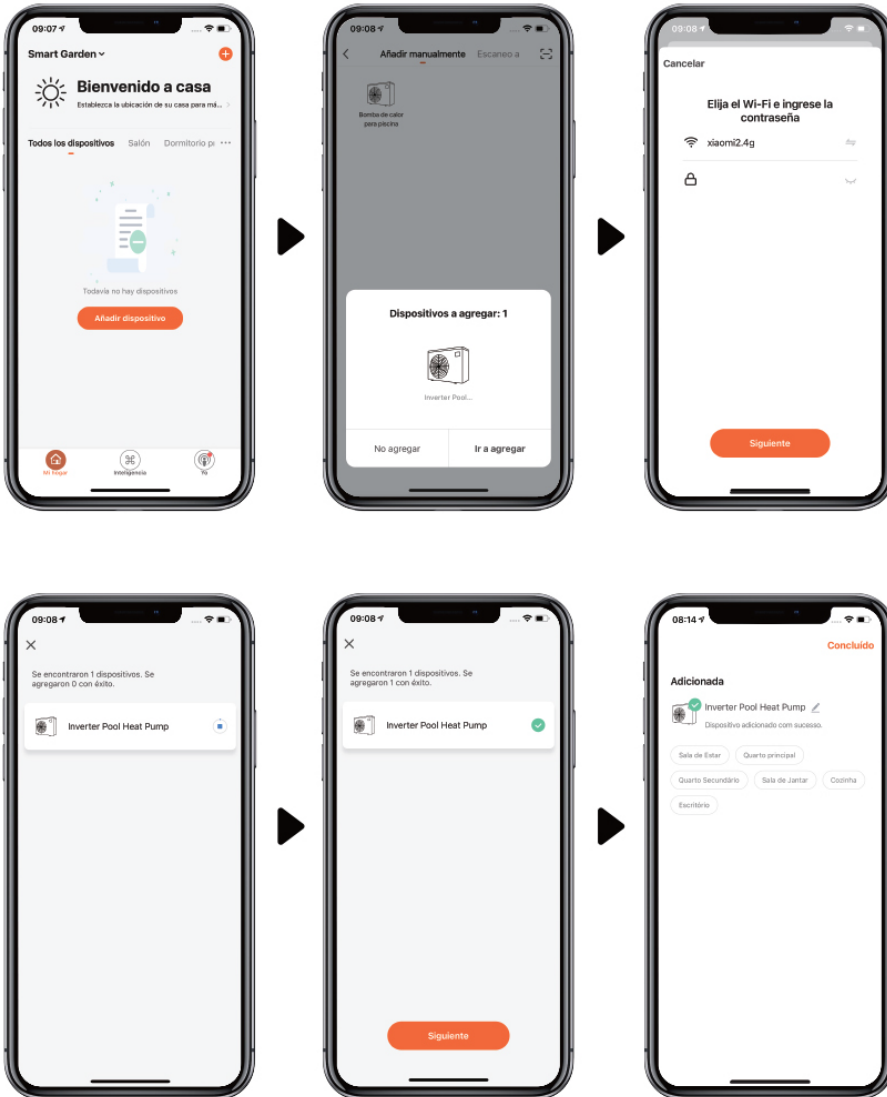 09:07
Smart Garden
Bienvenido a casa
Establezca la ubicación de su casa para má...
Todos los dispositivos Salón Dormitorio
Todavía no hay dispositivos
Añadir dispositivo
Mi hogar Inteligencia Yo
09:08
Añadir manualmente Escaneo a
Bomba de calor
para piscina
Dispositivos a agregar: 1
Inverter Pool...
No agregar Ir a agregar
09:08
Cancelar
Elija el Wi-Fi e ingrese la
contraseña
xiaomi2.4g
Siguiente
09:08
Se encontraron 1 dispositivos. Se
agregaron 0 con éxito.
Inverter Pool Heat Pump
09:08
Se encontraron 1 dispositivos. Se
agregaron 1 con éxito.
Inverter Pool Heat Pump
Siguiente
08:14
Concluído
Adicionada
Inverter Pool Heat Pump
Dispositivo adicionado com sucesso.
Sala de Estar Quarto principal
Quarto Secundário Sala de Jantar Cozinha
Escritório